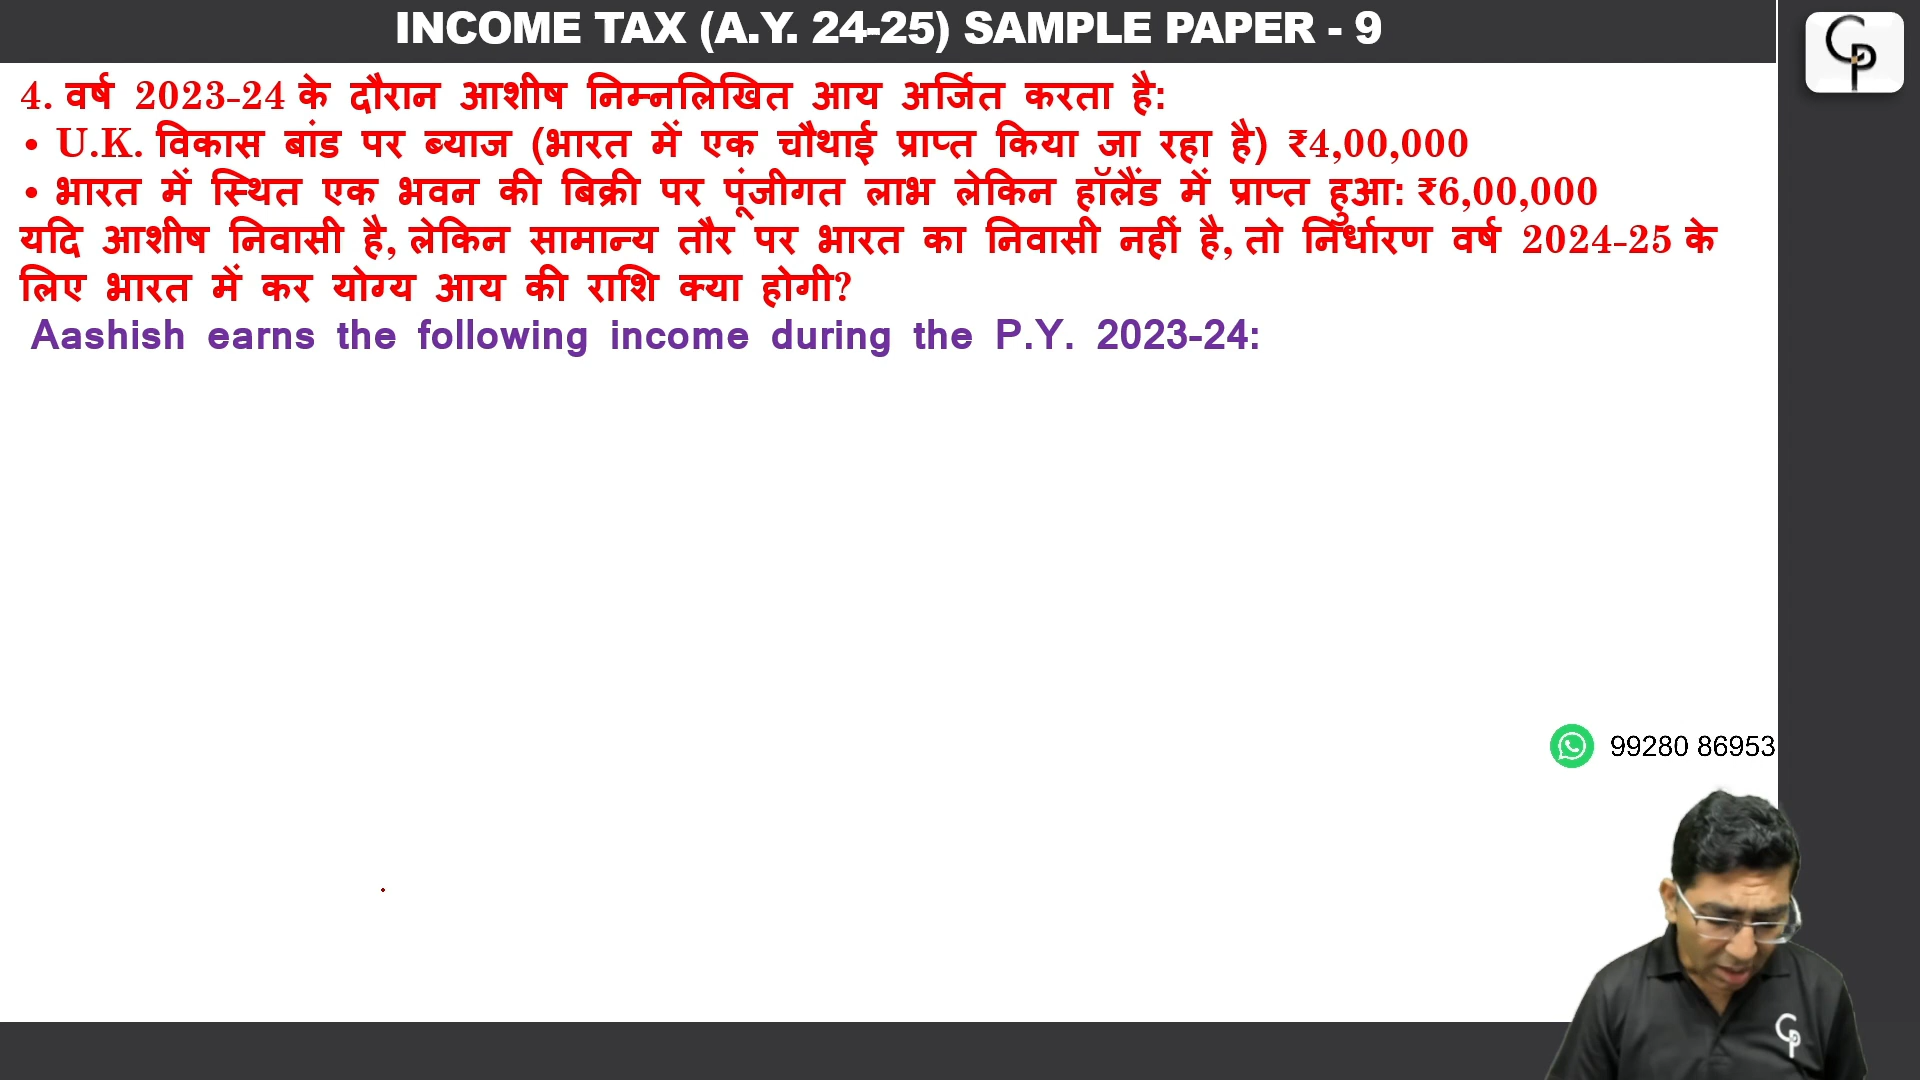 INCOME TAX (A.Y. 24-25) SAMPLE PAPER - 9
4. वर्ष 2023-24 के दौरान आशीष निम्नलिखित आय अर्जित करता है:
• U.K. विकास बांड पर ब्याज (भारत में एक चौथाई प्राप्त किया जा रहा है) ₹4,00,000
• भारत में स्थित एक भवन की बिक्री पर पूंजीगत लाभ लेकिन हॉलैंड में प्राप्त हुआ: ₹6,00,000
यदि आशीष निवासी है, लेकिन सामान्य तौर पर भारत का निवासी नहीं है, तो निर्धारण वर्ष 2024-25 के
लिए भारत में कर योग्य आय की राशि क्या होगी?
Aashish earns the following income during the P.Y. 2023-24:
99280 86953
CP
CP